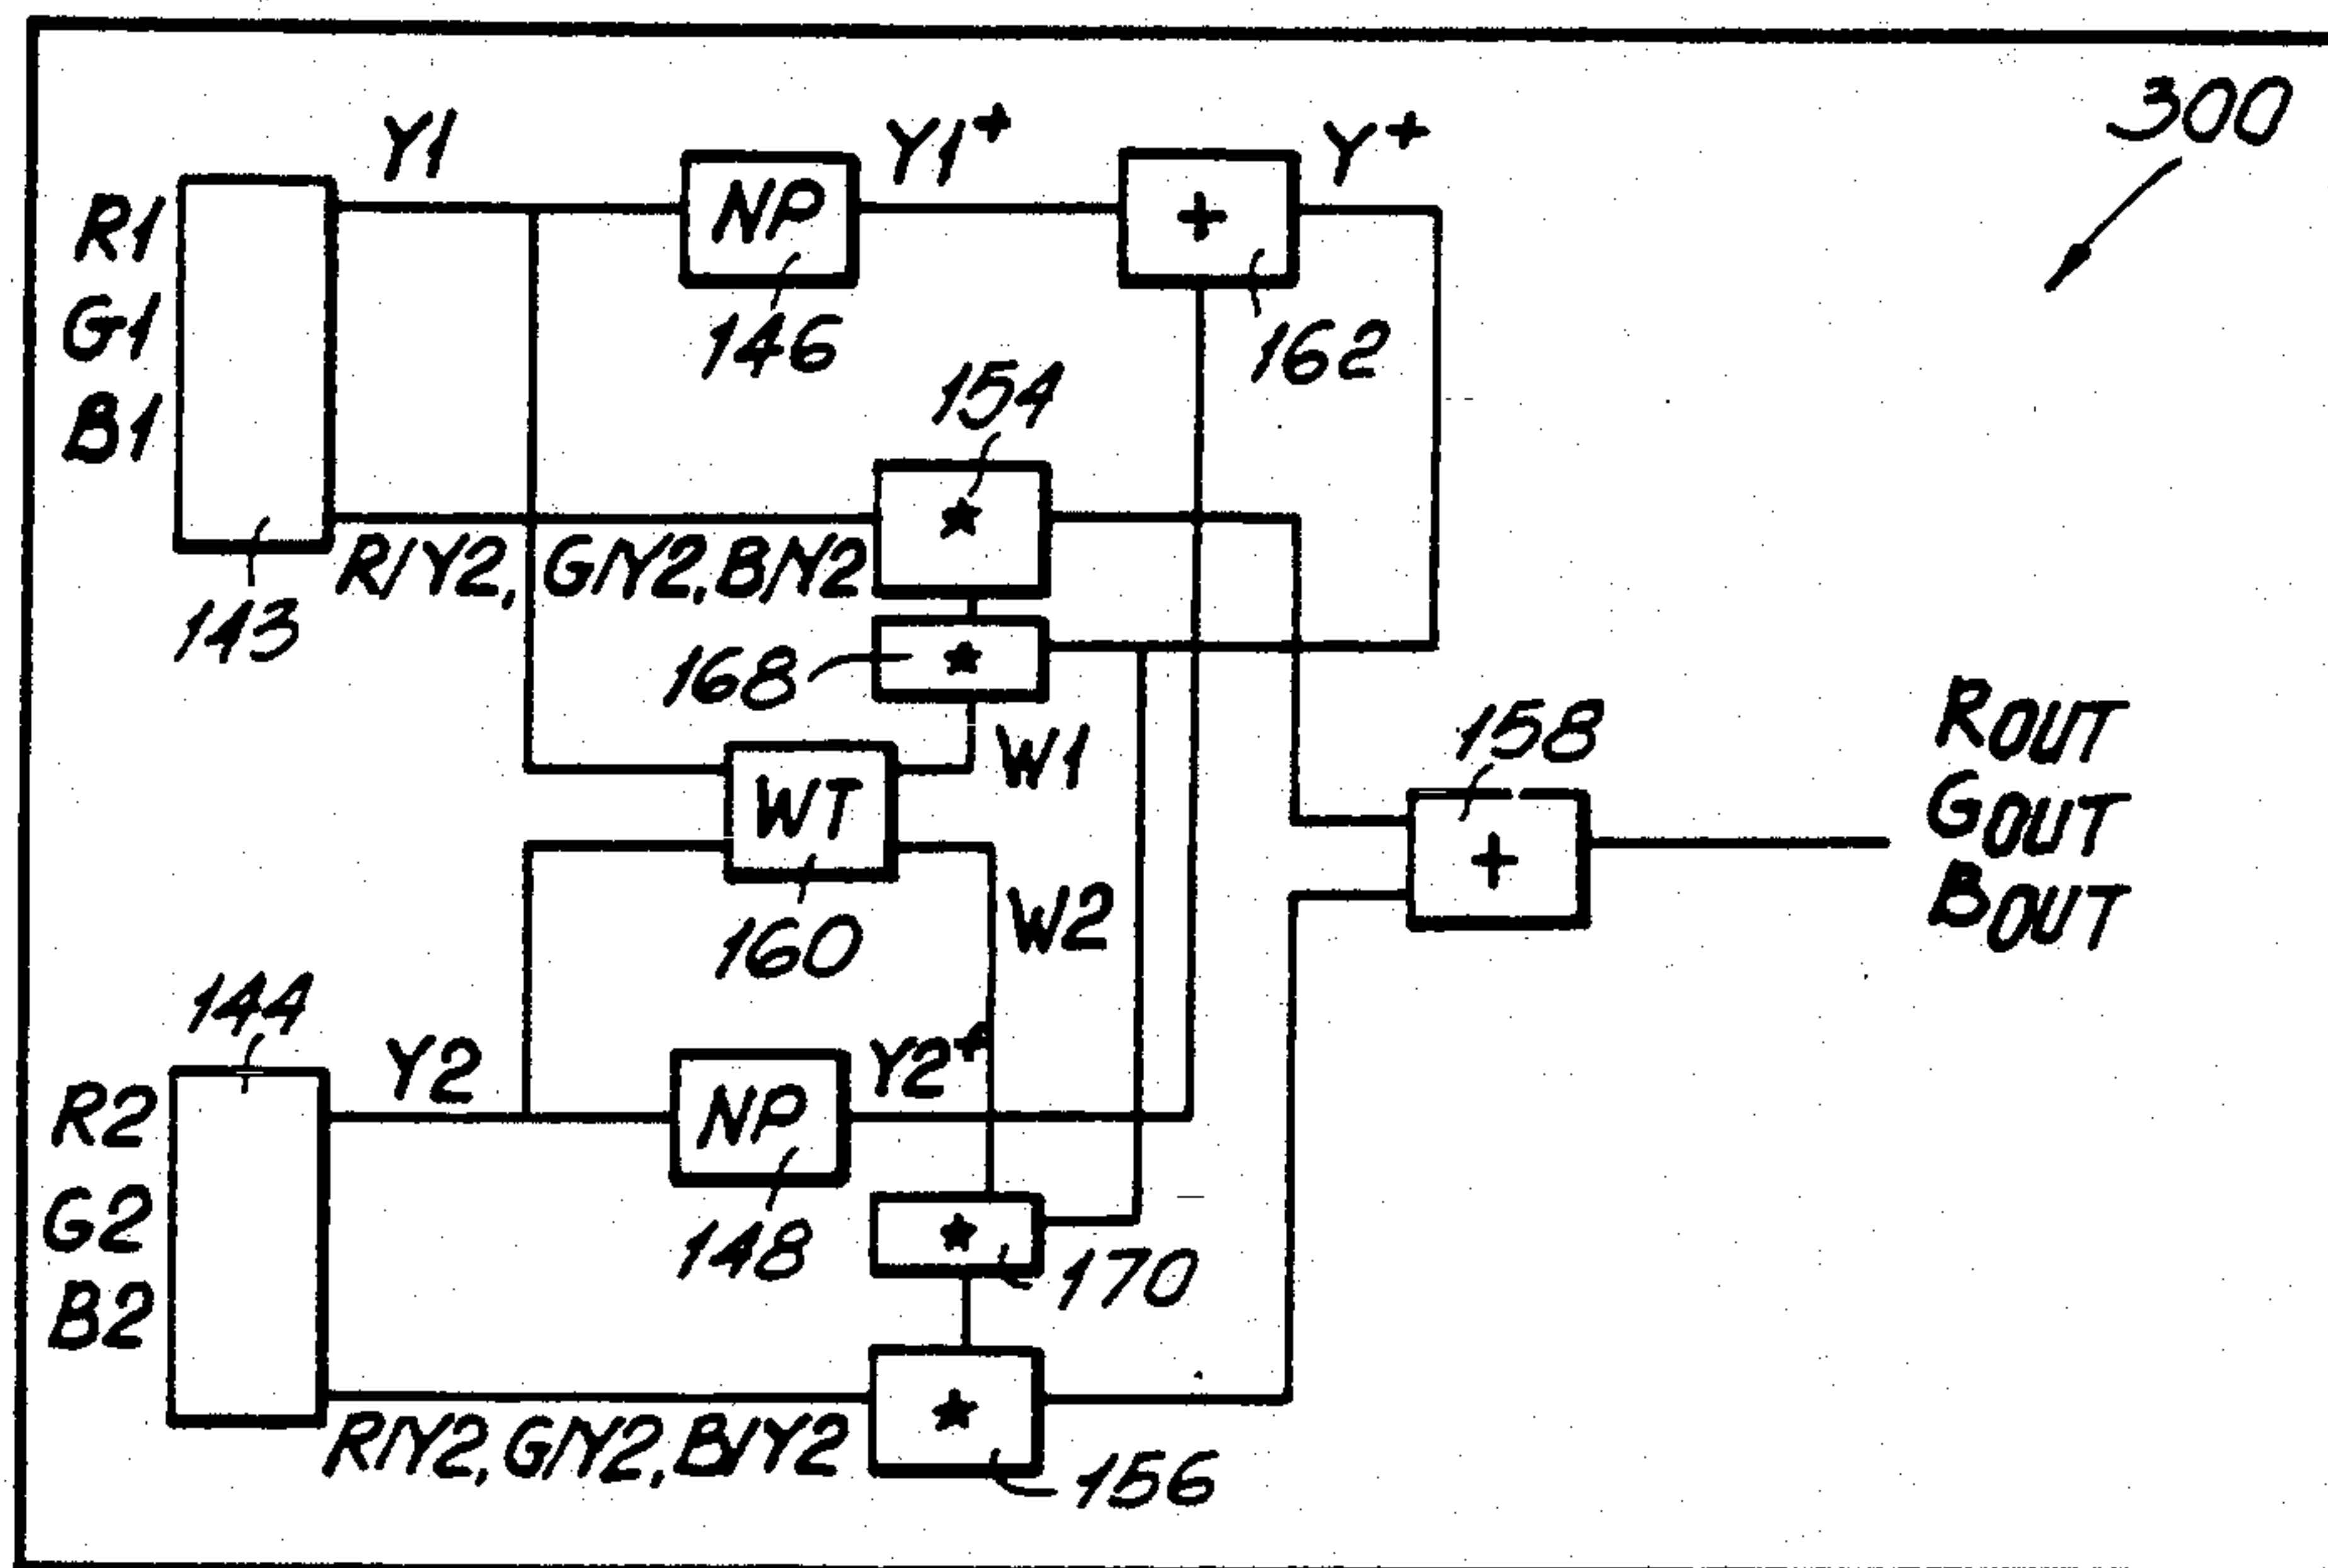 300
Y1
NP
Y1+
+
Y+
R1
G1
B1
146
162
154
★
R/Y2, G/Y2, B/Y2
143
168
★
W1
WT
158
+
ROUT
GOUT
BOUT
W2
160
144
Y2
NP
Y2+
R2
G2
B2
148
★
170
R/Y2, G/Y2, B/Y2
★
156